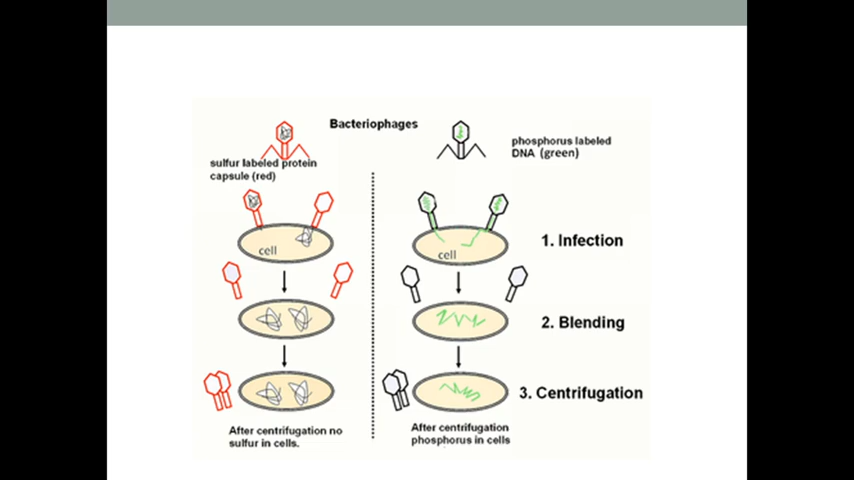 Bacteriophages
sulfur labeled protein
capsule (red)
phosphorus labeled
DNA (green)
cell
cell
1. Infection
2. Blending
3. Centrifugation
After centrifugation no
sulfur in cells.
After centrifugation
phosphorus in cells